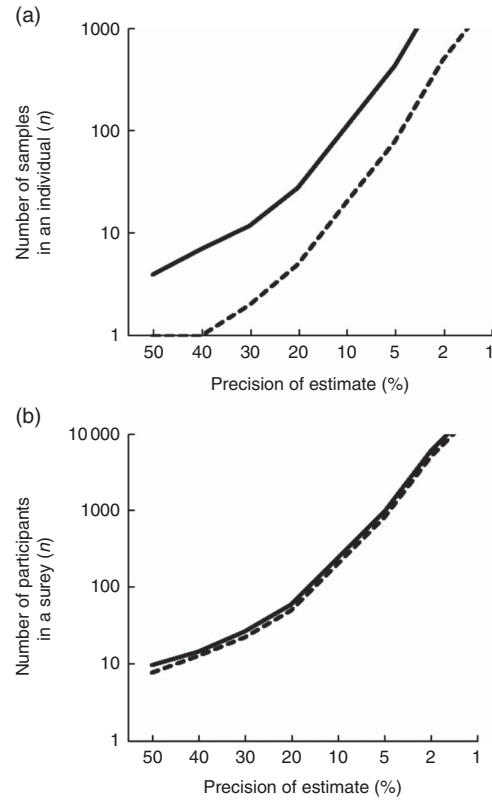 (a)
1000
100
10
1
Number of samples
in an individual (n)
50 40 30 20 10 5 2 1
Precision of estimate (%)
(b)
10 000
1000
100
10
1
Number of participants
in a surey (n)
50 40 30 20 10 5 2 1
Precision of estimate (%)